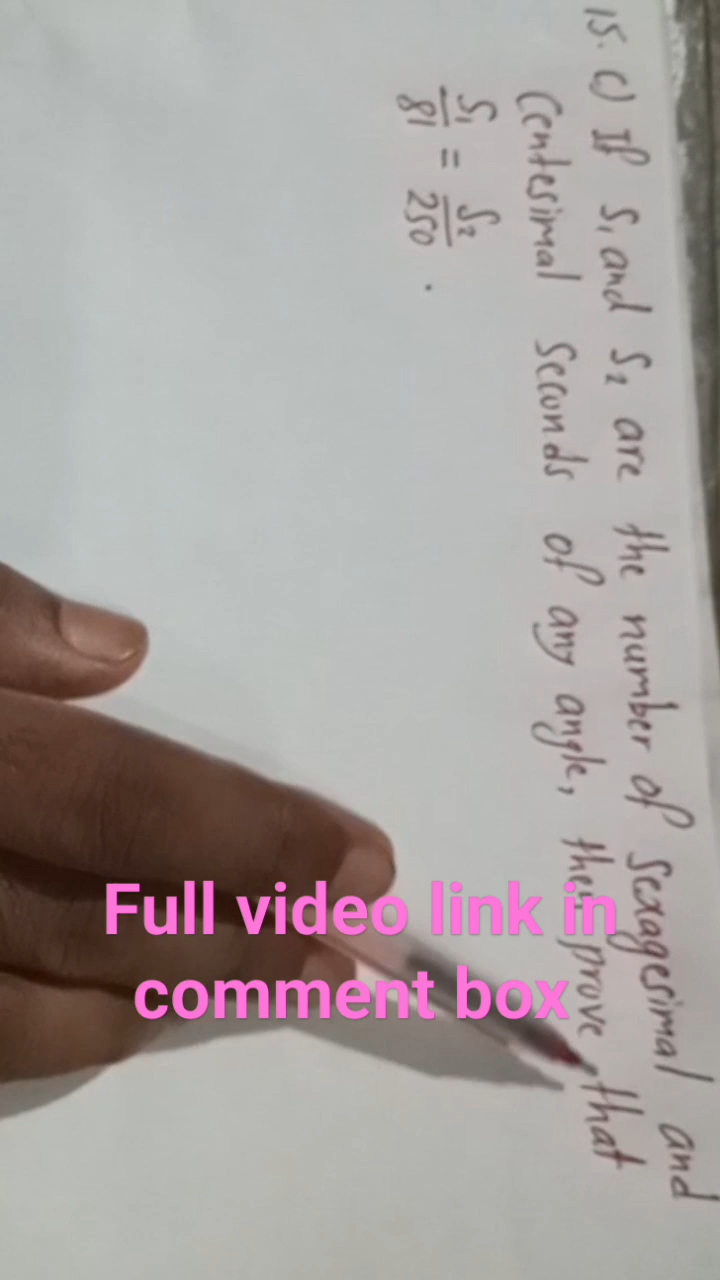 15. c) If S₁ and S₂ are the number of sexagesimal and
Centesimal seconds of any angle, then prove that
S₁/81 = S₂/250 .
Full video link in
comment box